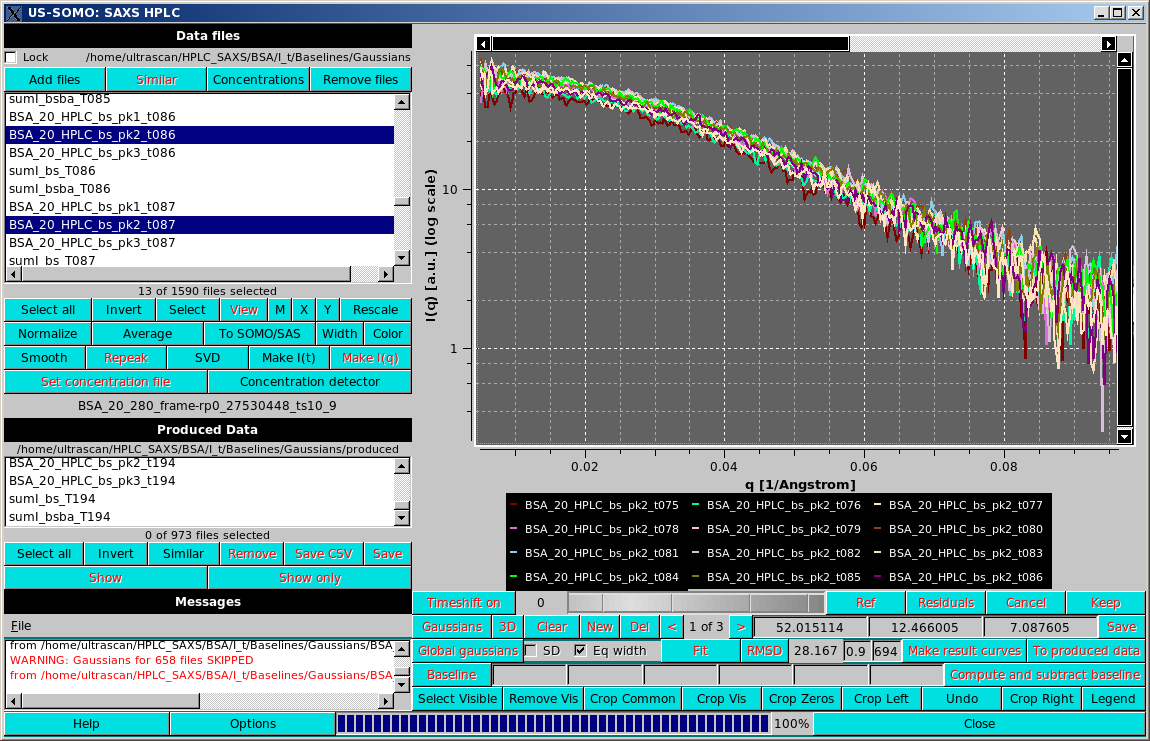 US-SOMO: SAXS HPLC
Data files
Lock /home/ultrascan/HPLC_SAXS/BSA/I_t/Baselines/Gaussians
Add files Similar Concentrations Remove files
sumI_bsba_T085
BSA_20_HPLC_bs_pk1_t086
BSA_20_HPLC_bs_pk2_t086
BSA_20_HPLC_bs_pk3_t086
sumI_bs_T086
sumI_bsba_T086
BSA_20_HPLC_bs_pk1_t087
BSA_20_HPLC_bs_pk2_t087
BSA_20_HPLC_bs_pk3_t087
sumI_bs_T087
13 of 1590 files selected
Select all Invert Select View M X Y Rescale
Normalize Average To SOMO/SAS Width Color
Smooth Repeak SVD Make I(t) Make I(q)
Set concentration file Concentration detector
BSA_20_280_frame-rp0_27530448_ts10_9
Produced Data
/home/ultrascan/HPLC_SAXS/BSA/I_t/Baselines/Gaussians/produced
BSA_20_HPLC_bs_pk2_t194
BSA_20_HPLC_bs_pk3_t194
sumI_bs_T194
sumI_bsba_T194
0 of 973 files selected
Select all Invert Similar Remove Save CSV Save
Show Show only
Messages
File
from /home/ultrascan/HPLC_SAXS/BSA/I_t/Baselines/Gaussians/BSA_
WARNING: Gaussians for 658 files SKIPPED
from /home/ultrascan/HPLC_SAXS/BSA/I_t/Baselines/Gaussians/BSA_
I(q) [a.u.] (log scale)
10
1
0.02 0.04 0.06 0.08
q [1/Angstrom]
BSA_20_HPLC_bs_pk2_t075 BSA_20_HPLC_bs_pk2_t076 BSA_20_HPLC_bs_pk2_t077
BSA_20_HPLC_bs_pk2_t078 BSA_20_HPLC_bs_pk2_t079 BSA_20_HPLC_bs_pk2_t080
BSA_20_HPLC_bs_pk2_t081 BSA_20_HPLC_bs_pk2_t082 BSA_20_HPLC_bs_pk2_t083
BSA_20_HPLC_bs_pk2_t084 BSA_20_HPLC_bs_pk2_t085 BSA_20_HPLC_bs_pk2_t086
Timeshift on 0 Ref Residuals Cancel Keep
Gaussians 3D Clear New Del < 1 of 3 > 52.015114 12.466005 7.087605 Save
Global gaussians SD Eq width Fit RMSD 28.167 0.9 694 Make result curves To produced data
Baseline Compute and subtract baseline
Select Visible Remove Vis Crop Common Crop Vis Crop Zeros Crop Left Undo Crop Right Legend
Help Options 100% Close